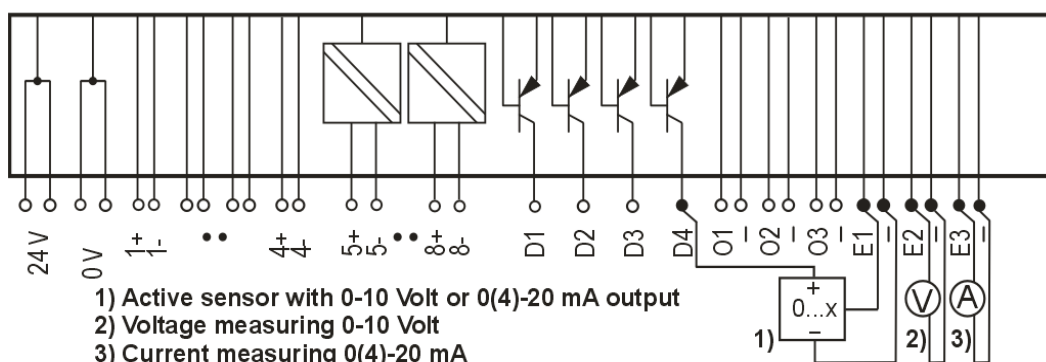 24 V 0 V 1+ 1- •• 4+ 4- 5+ 5- •• 8+ 8- D1 D2 D3 D4 O1 – O2 – O3 – E1 – E2 – E3 –
1) Active sensor with 0-10 Volt or 0(4)-20 mA output
2) Voltage measuring 0-10 Volt
3) Current measuring 0(4)-20 mA
+
0...x
–
1)
V
2)
A
3)